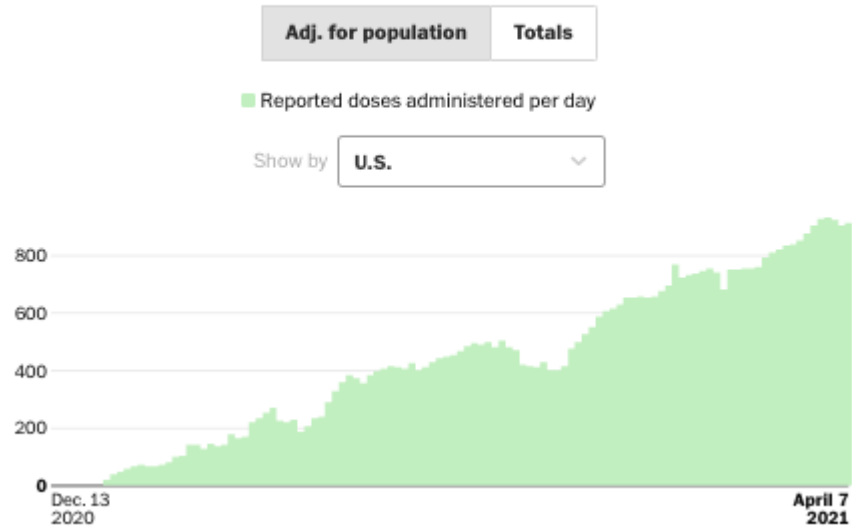 Adj. for population
Totals
Reported doses administered per day
Show by
U.S.
800
600
400
200
0
Dec. 13
2020
April 7
2021